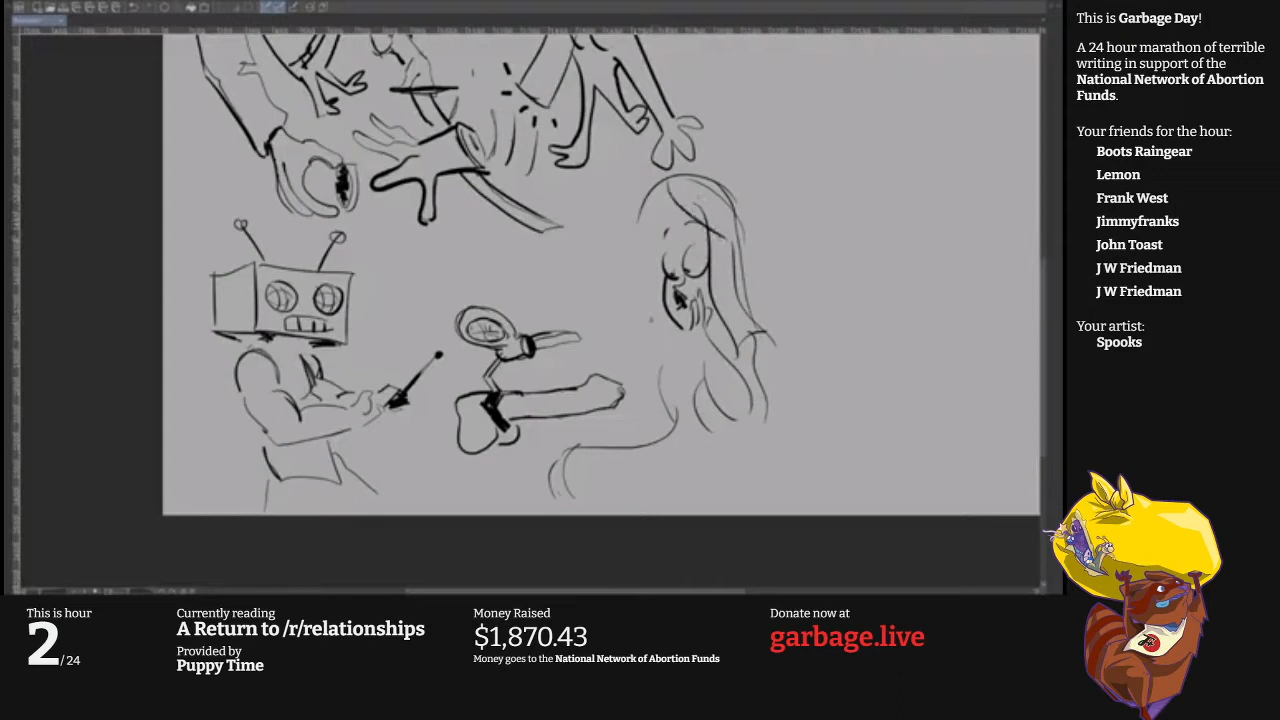 This is Garbage Day!
A 24 hour marathon of terrible
writing in support of the
National Network of Abortion
Funds.
Your friends for the hour:
Boots Raingear
Lemon
Frank West
Jimmyfranks
John Toast
J W Friedman
J W Friedman
Your artist:
Spooks
This is hour
2/24
Currently reading
A Return to /r/relationships
Provided by
Puppy Time
Money Raised
$1,870.43
Money goes to the National Network of Abortion Funds
Donate now at
garbage.live